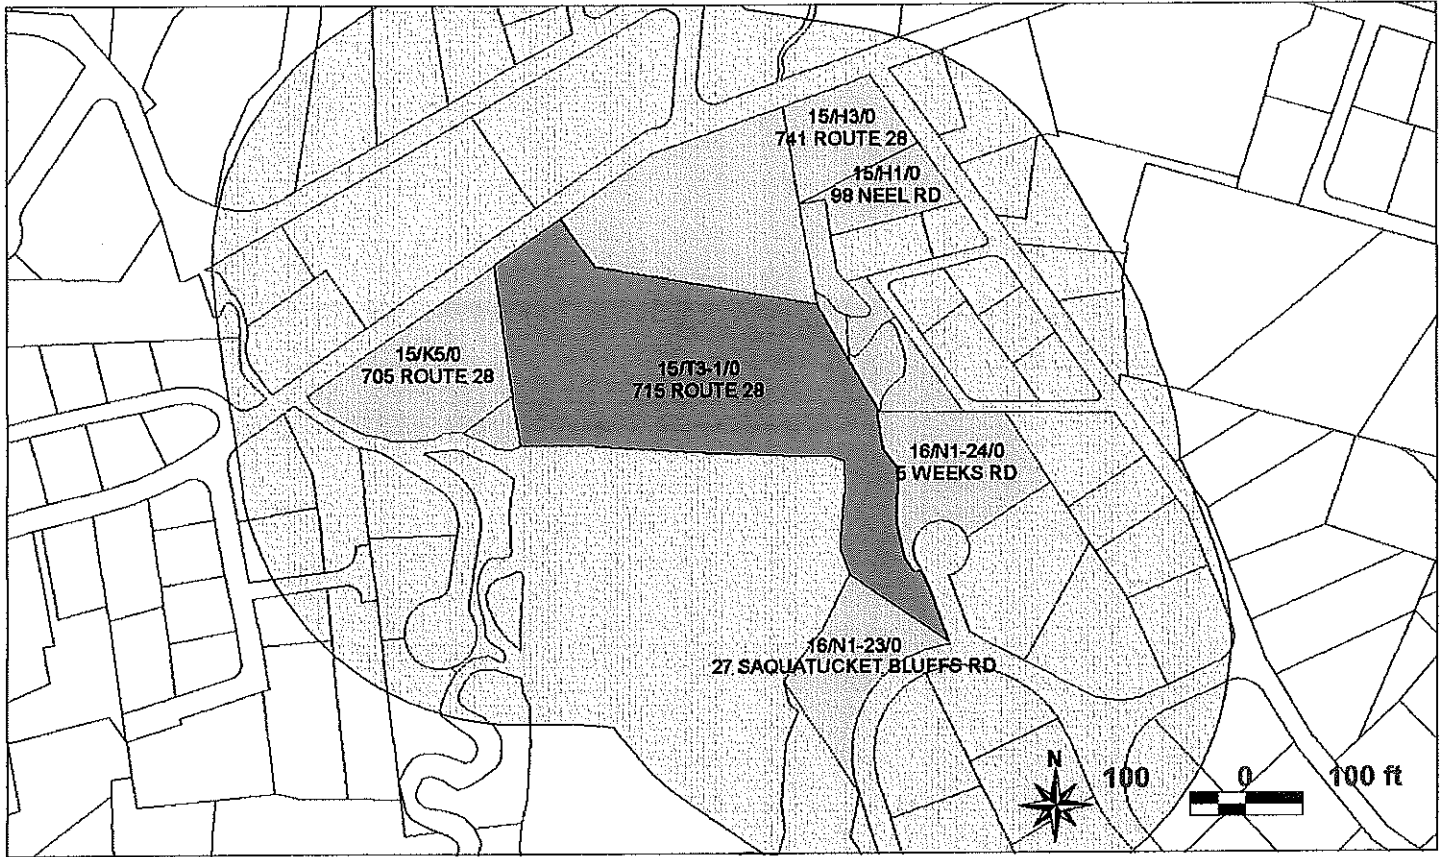 15/H3/0
741 ROUTE 28
15/H1/0
98 NEEL RD
15/K5/0
705 ROUTE 28
15/T3-1/0
715 ROUTE 28
16/N1-24/0
5 WEEKS RD
16/N1-23/0
27 SAQUATUCKET BLUFFS RD
N
100 0 100 ft